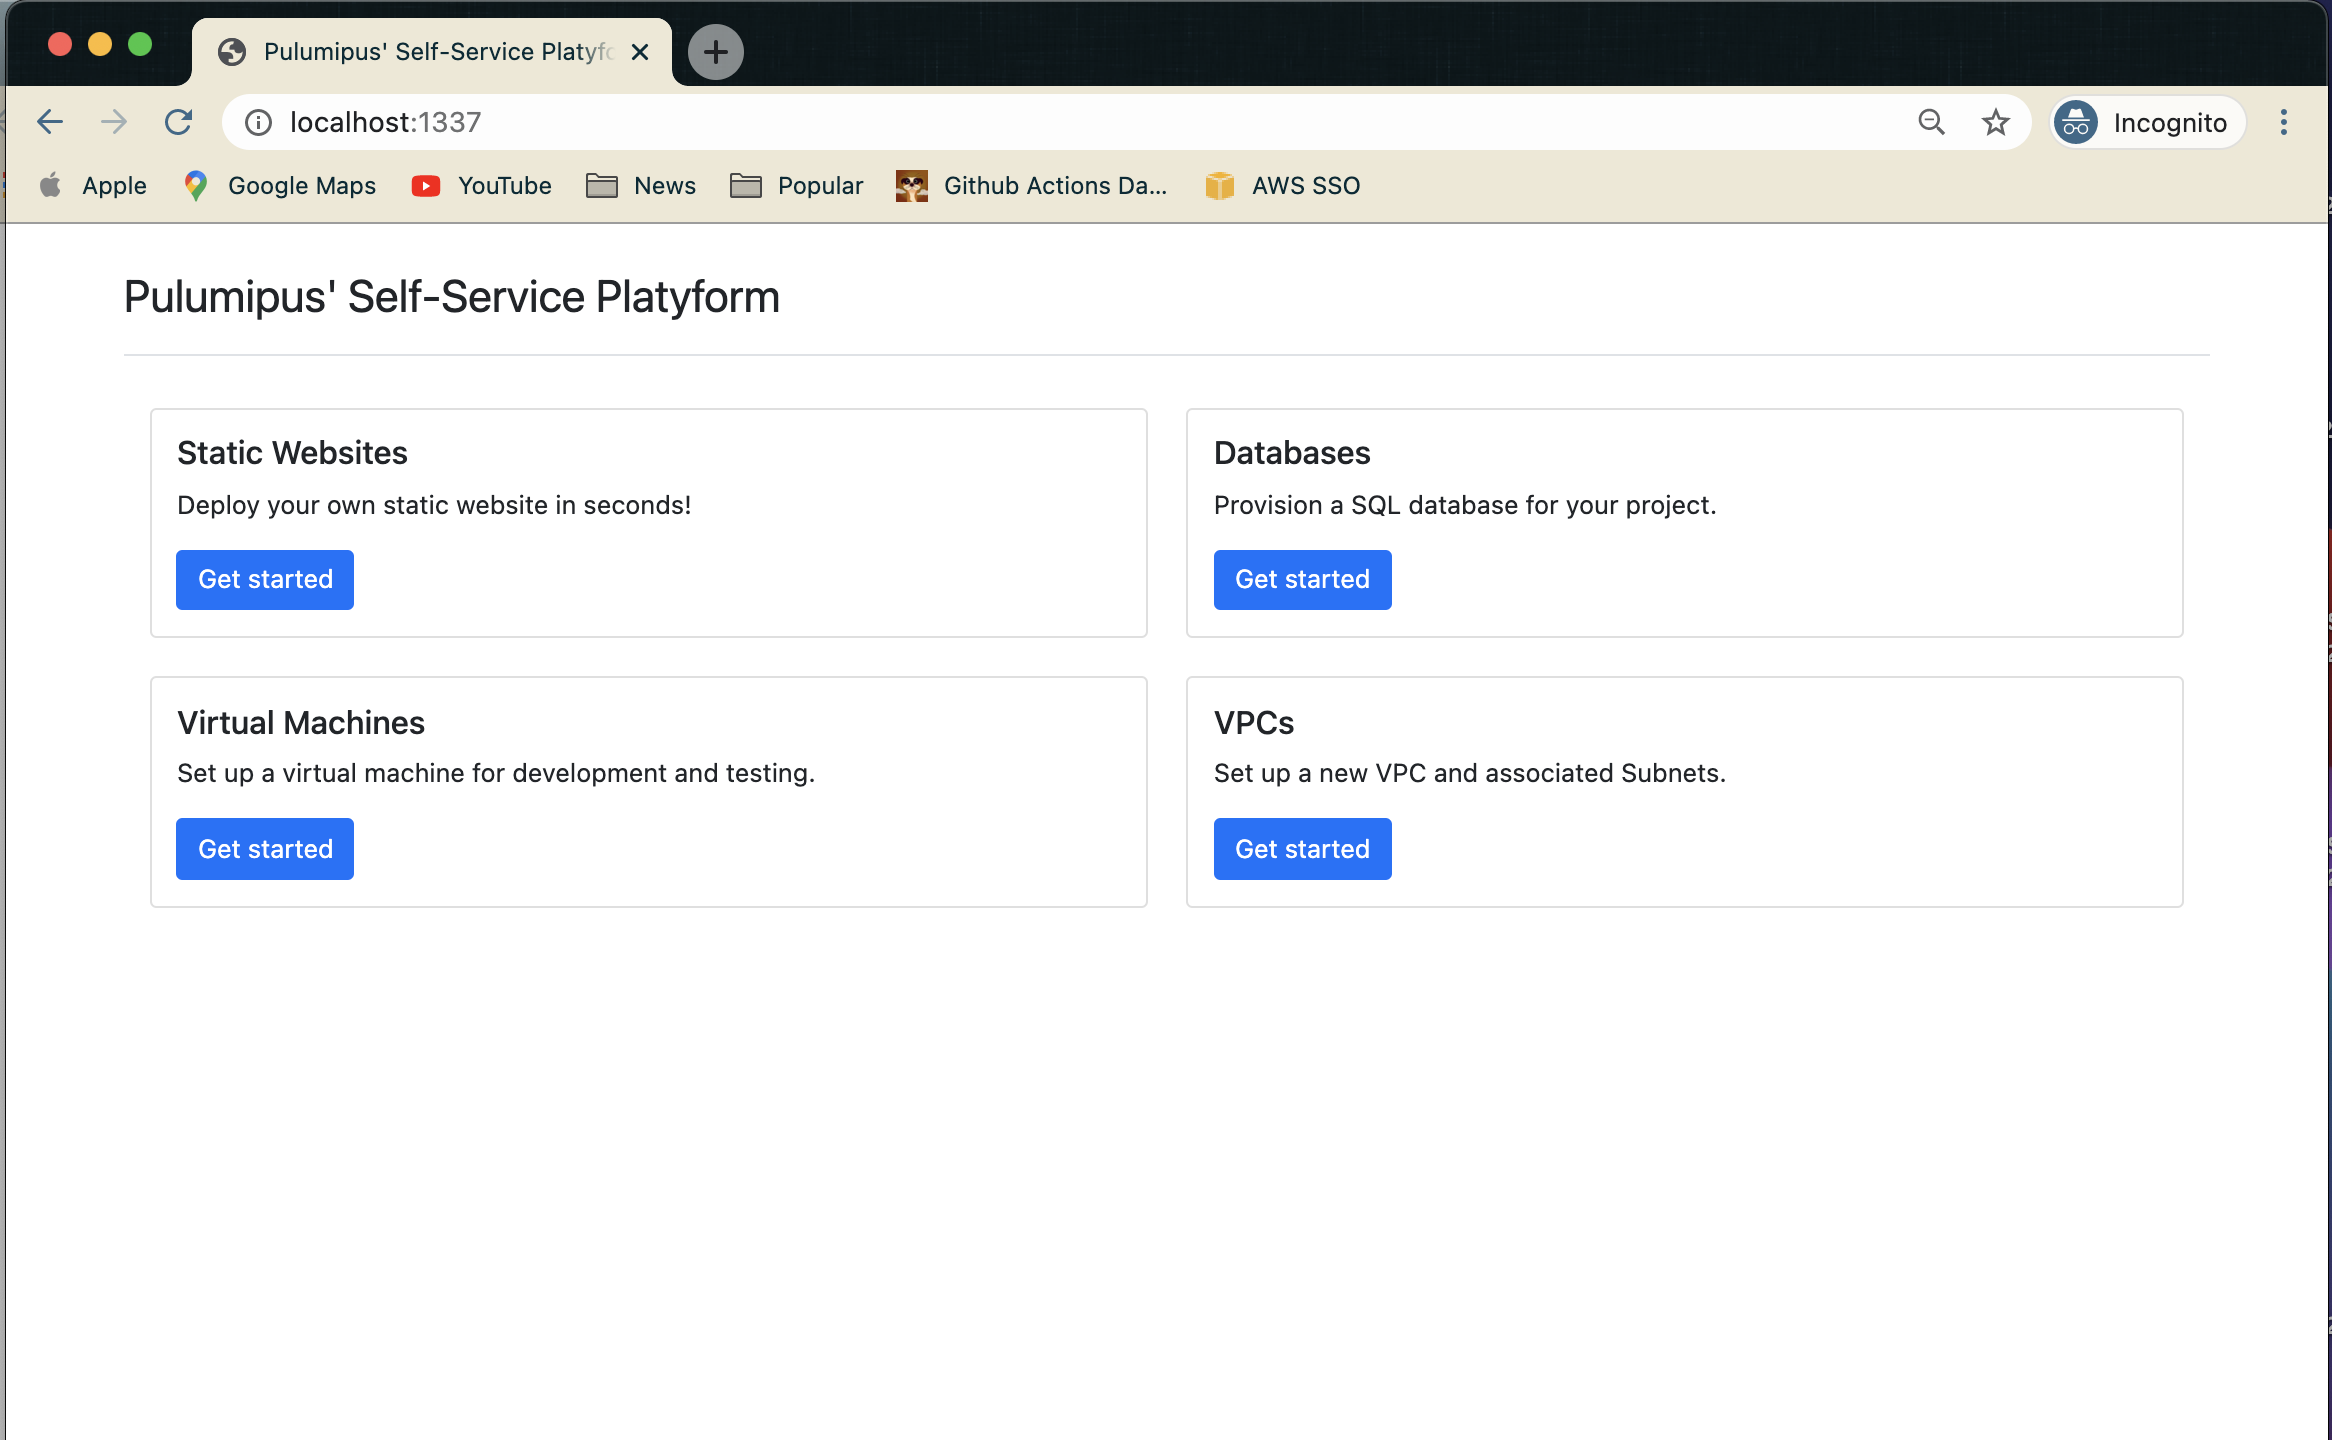 Pulumipus' Self-Service Platyfo
localhost:1337
Incognito
Apple Google Maps YouTube News Popular Github Actions Da... AWS SSO
Pulumipus' Self-Service Platyform
Static Websites
Deploy your own static website in seconds!
Get started
Databases
Provision a SQL database for your project.
Get started
Virtual Machines
Set up a virtual machine for development and testing.
Get started
VPCs
Set up a new VPC and associated Subnets.
Get started